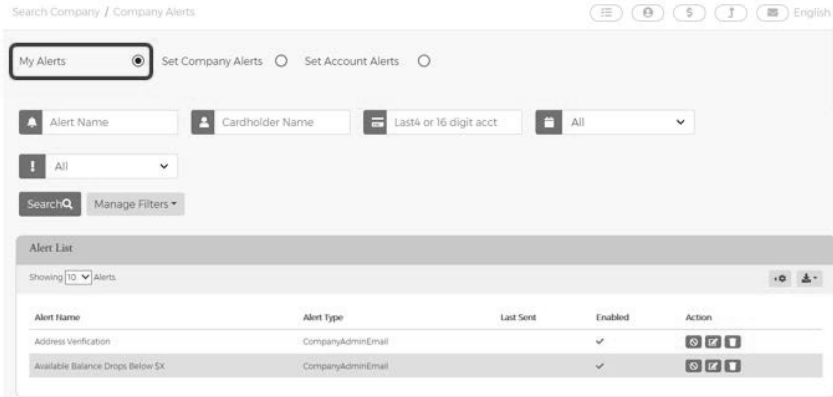 Search Company / Company Alerts
$
English
My Alerts
Set Company Alerts
Set Account Alerts
Alert Name
Cardholder Name
Last4 or 16 digit acct
All
!
All
Search
Manage Filters
Alert List
Showing 10 Alerts.
Alert Name Alert Type Last Sent Enabled Action
Address Verification CompanyAdminEmail
Available Balance Drops Below $X CompanyAdminEmail